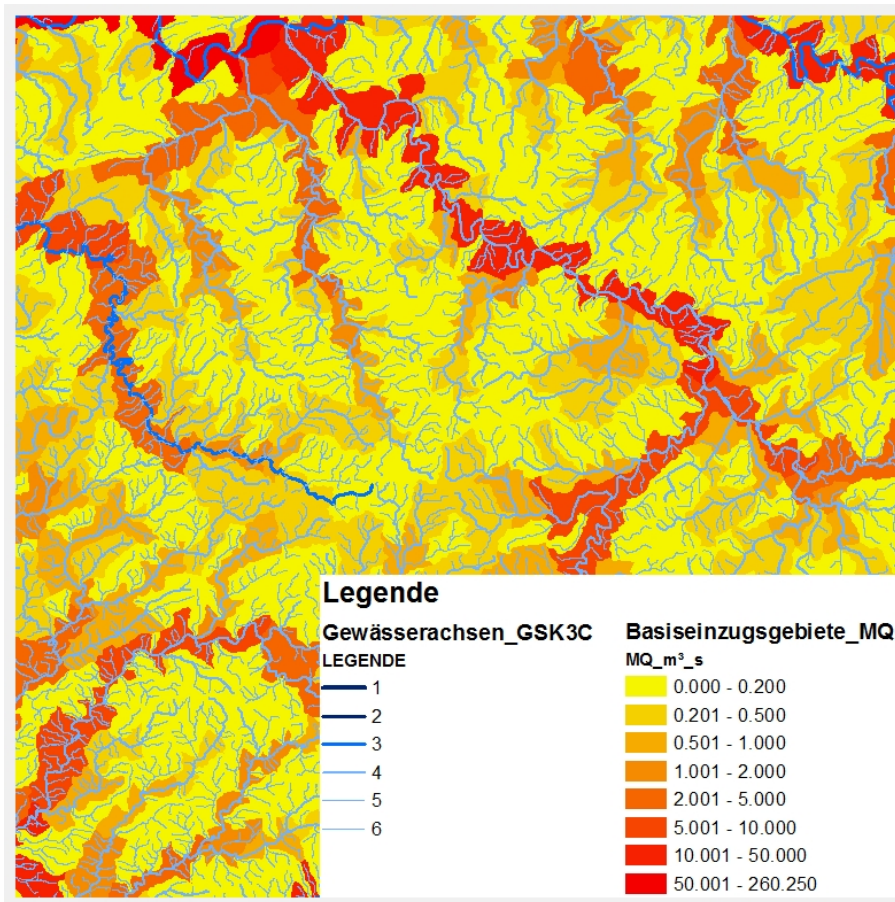 Legende
Gewässerachsen_GSK3C
LEGENDE
1
2
3
4
5
6
Basiseinzugsgebiete_MQ
MQ_m³_s
0.000 - 0.200
0.201 - 0.500
0.501 - 1.000
1.001 - 2.000
2.001 - 5.000
5.001 - 10.000
10.001 - 50.000
50.001 - 260.250